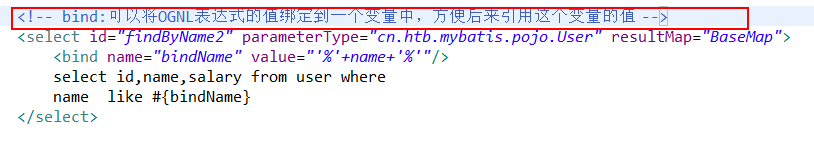 <!-- bind:可以将OGNL表达式的值绑定到一个变量中，方便后来引用这个变量的值 -->
<select id="findByName2" parameterType="cn.htb.mybatis.pojo.User" resultMap="BaseMap">
<bind name="bindName" value="'%'+name+'%'"/>
select id,name,salary from user where
name  like #{bindName}
</select>